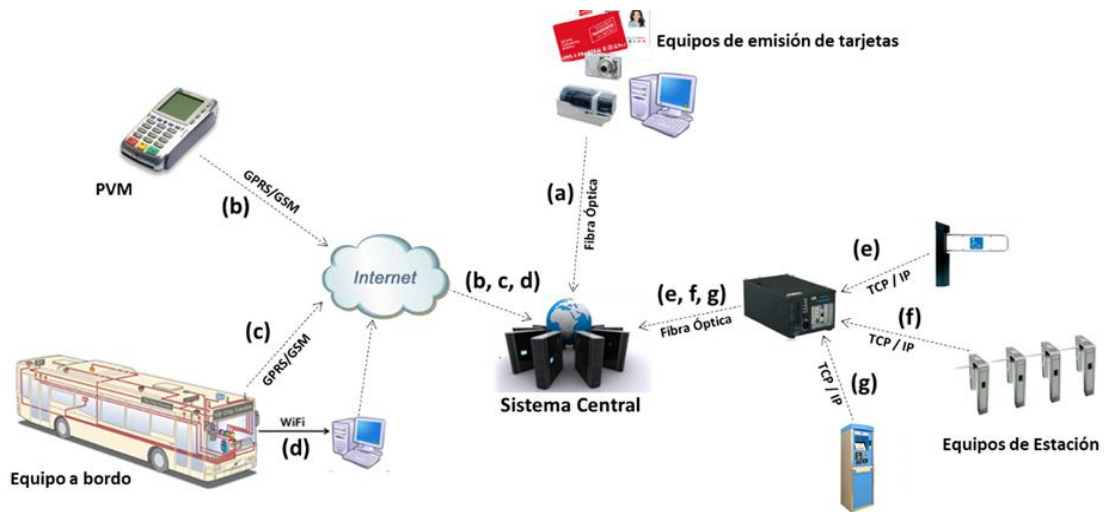 Equipos de emisión de tarjetas
PVM
(b)
GPRS/GSM
(a)
Fibra Óptica
Internet
(b, c, d)
(c)
GPRS/GSM
(e, f, g)
Fibra Óptica
(e)
TCP / IP
(f)
TCP / IP
(g)
TCP / IP
Sistema Central
WiFi
(d)
Equipo a bordo
Equipos de Estación